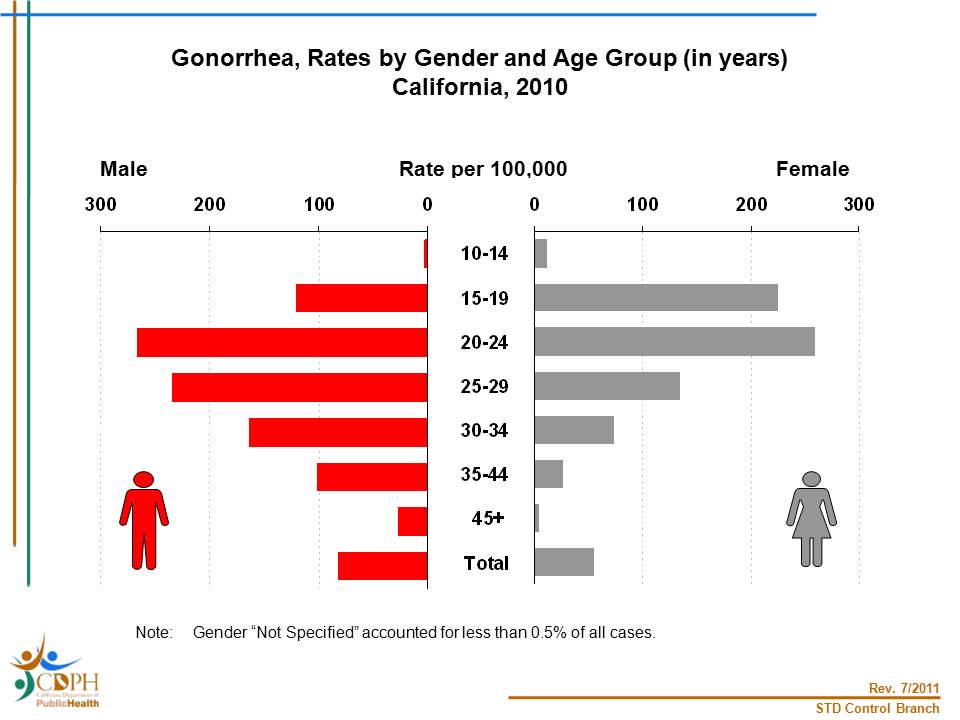 Gonorrhea, Rates by Gender and Age Group (in years)
California, 2010
Male Rate per 100,000 Female
300 200 100 0 0 100 200 300
10-14
15-19
20-24
25-29
30-34
35-44
45+
Total
Note: Gender “Not Specified” accounted for less than 0.5% of all cases.
CDPH
California Department of
PublicHealth
Rev. 7/2011
STD Control Branch